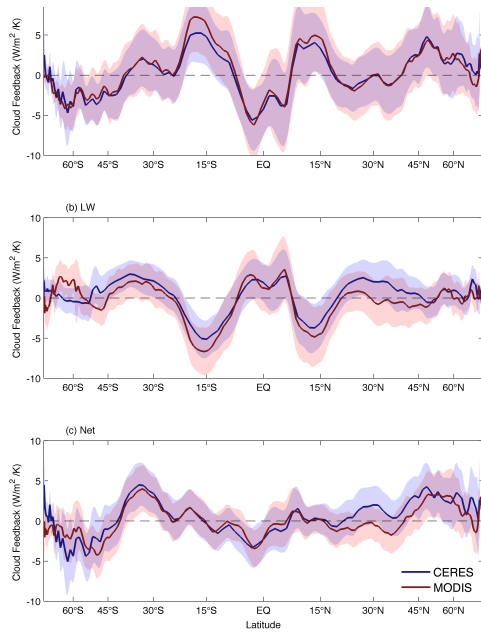 Cloud Feedback (W/m² /K)
5
0
-5
-10
60°S 45°S 30°S 15°S EQ 15°N 30°N 45°N 60°N
(b) LW
Cloud Feedback (W/m² /K)
10
5
0
-5
-10
60°S 45°S 30°S 15°S EQ 15°N 30°N 45°N 60°N
(c) Net
Cloud Feedback (W/m² /K)
10
5
0
-5
-10
CERES
MODIS
60°S 45°S 30°S 15°S EQ 15°N 30°N 45°N 60°N
Latitude